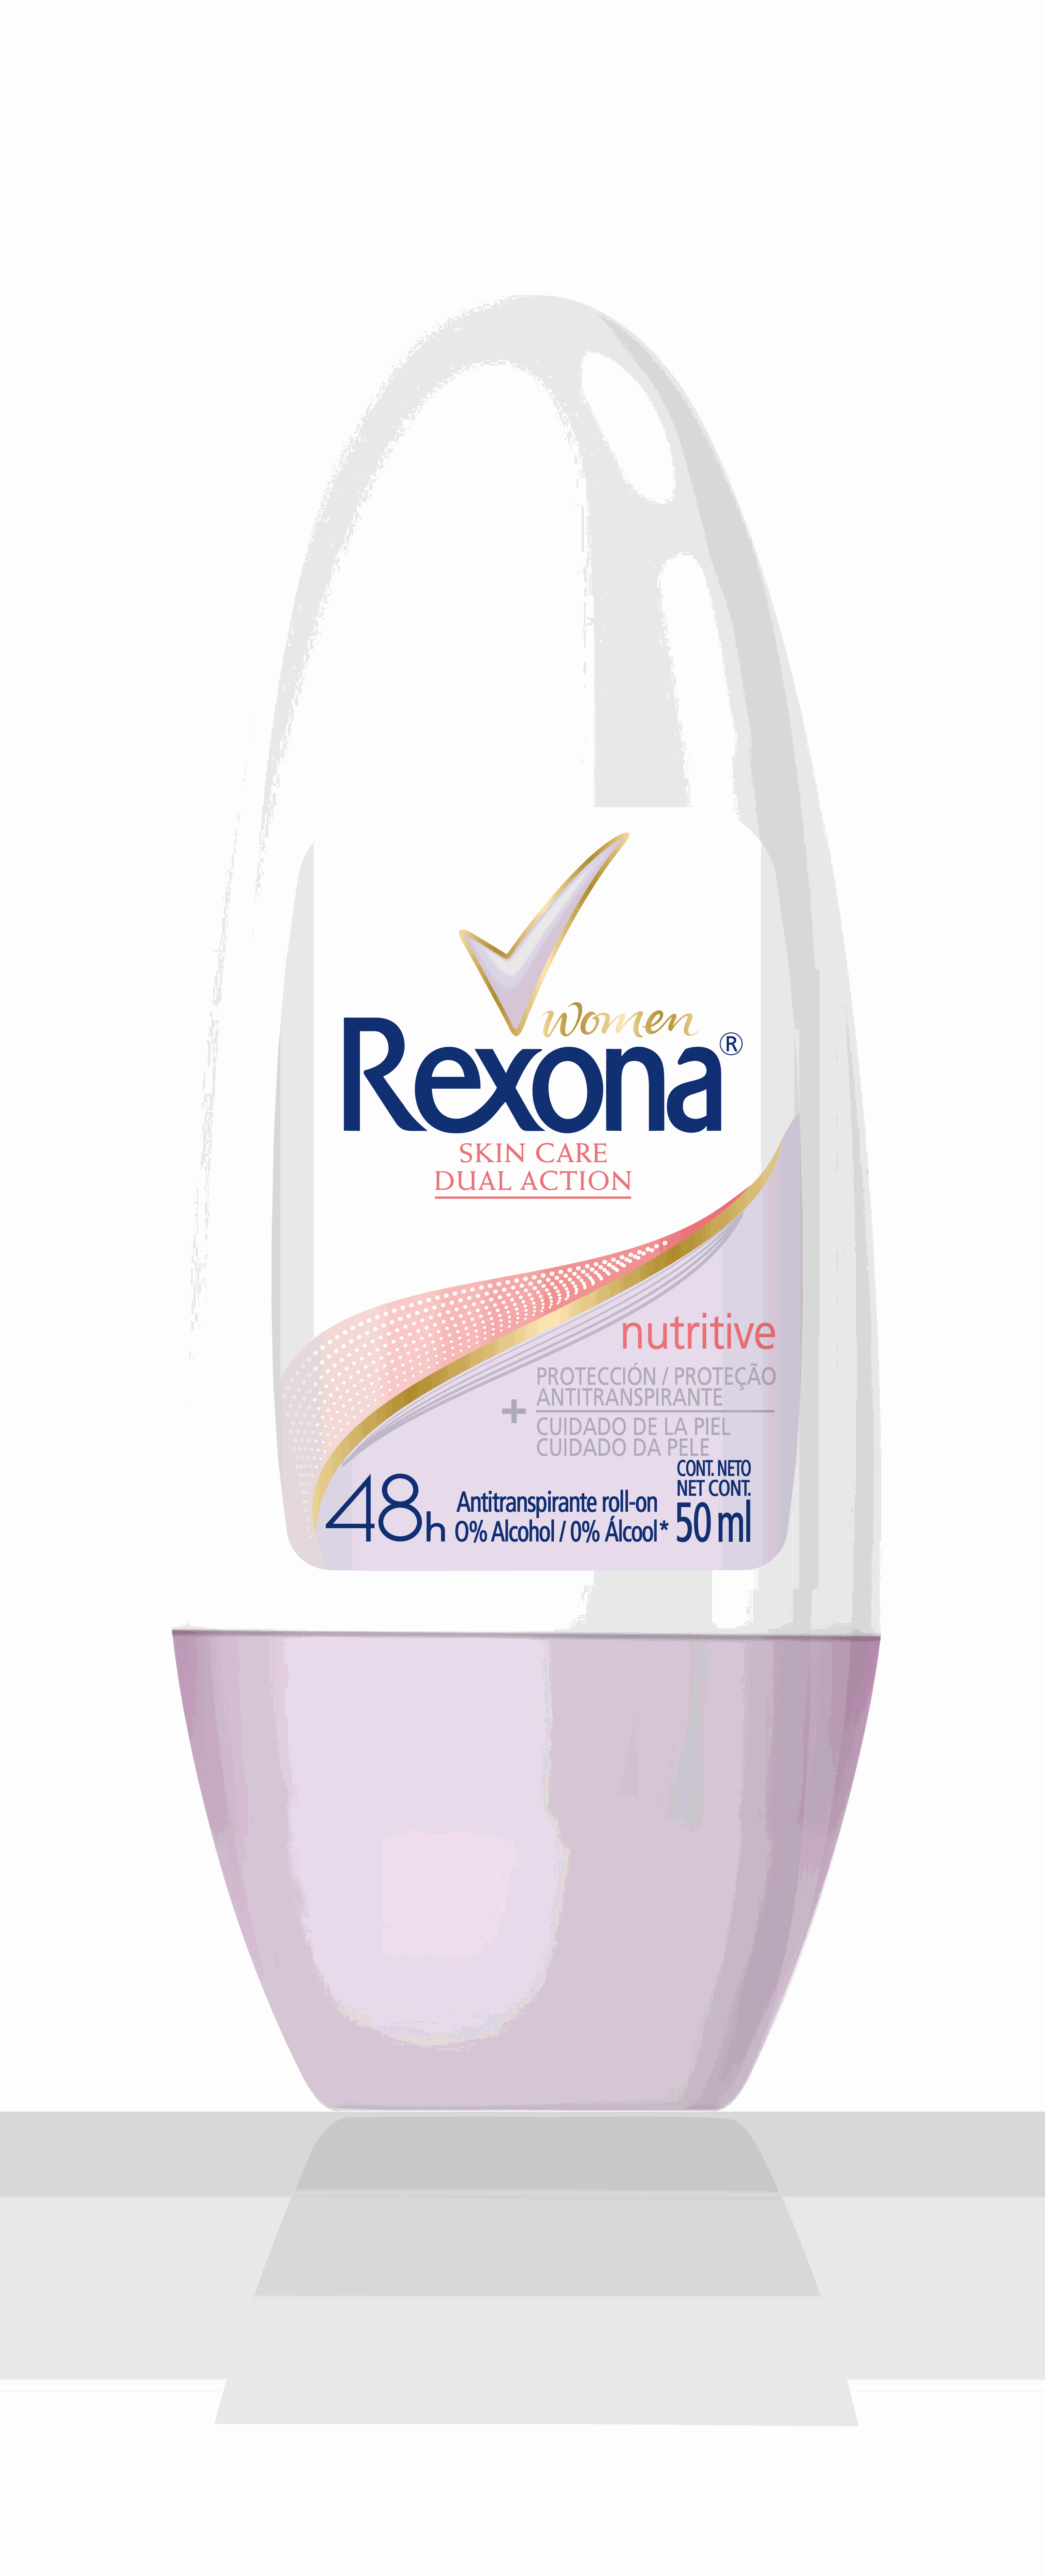 women
Rexona®
SKIN CARE
DUAL ACTION
nutritive
PROTECCIÓN / PROTEÇÃO
ANTITRANSPIRANTE
+
CUIDADO DE LA PIEL
CUIDADO DA PELE
48h
Antitranspirante roll-on
0% Alcohol / 0% Álcool*
CONT. NETO
NET CONT.
50 ml